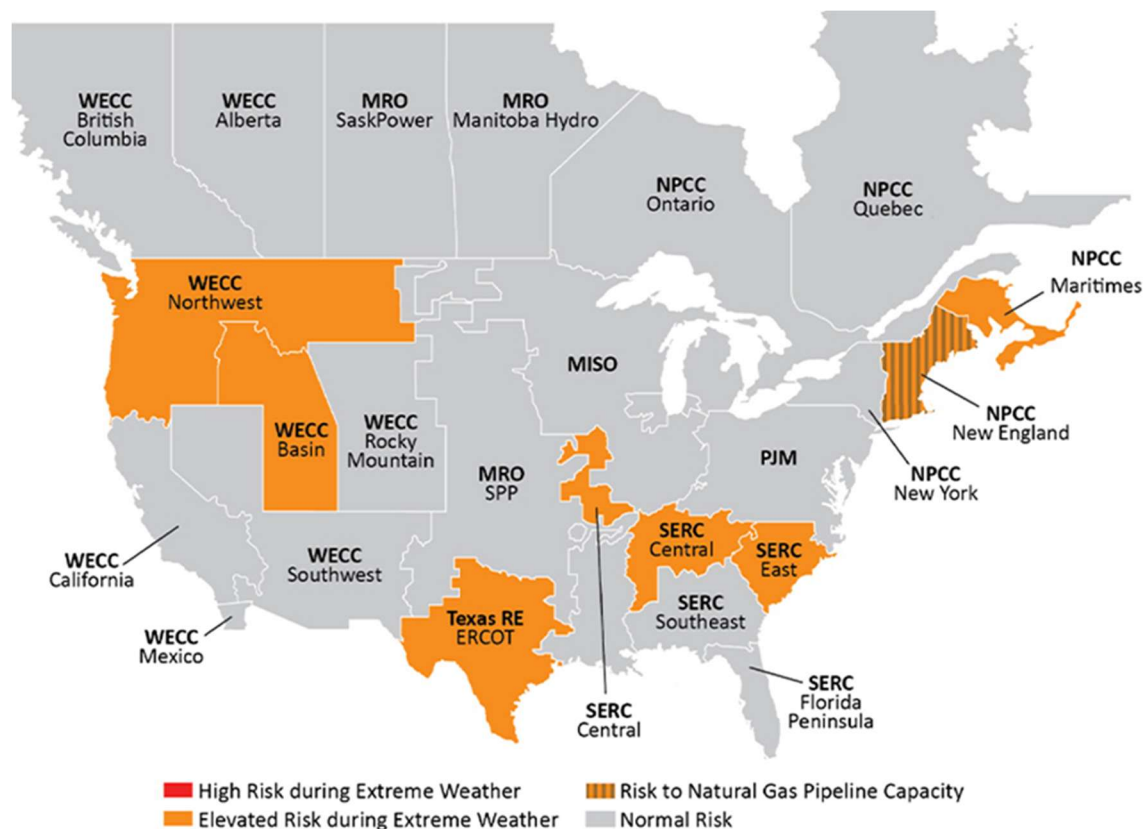 WECC
British
Columbia
WECC
Alberta
MRO
SaskPower
MRO
Manitoba Hydro
NPCC
Ontario
NPCC
Quebec
NPCC
Maritimes
WECC
Northwest
MISO
NPCC
New England
WECC
Basin
WECC
Rocky
Mountain
MRO
SPP
PJM
NPCC
New York
WECC
California
WECC
Southwest
SERC
Central
SERC
East
Texas RE
ERCOT
SERC
Southeast
WECC
Mexico
SERC
Central
SERC
Florida
Peninsula
High Risk during Extreme Weather
Risk to Natural Gas Pipeline Capacity
Elevated Risk during Extreme Weather
Normal Risk